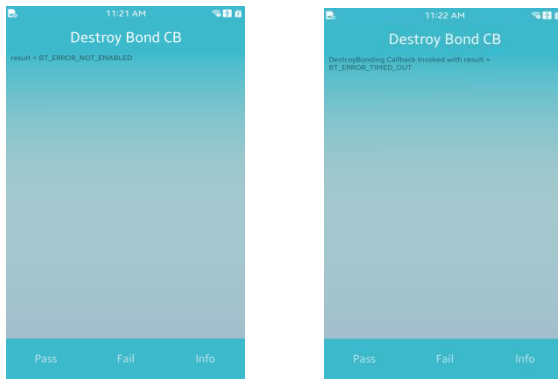 11:21 AM
Destroy Bond CB
result = BT_ERROR_NOT_ENABLED
Pass Fail Info
11:22 AM
Destroy Bond CB
DestroyBonding Callback Invoked with result =
BT_ERROR_TIMED_OUT
Pass Fail Info